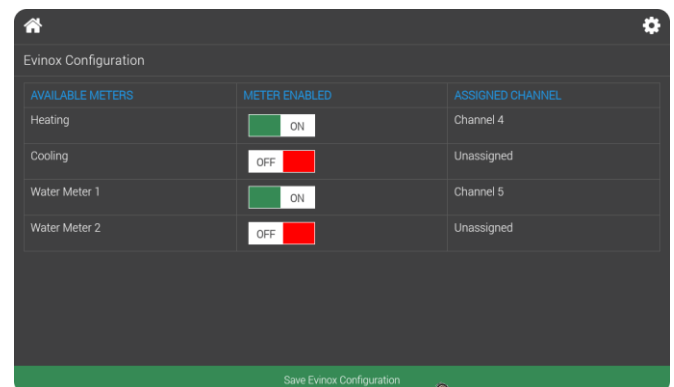 Evinox Configuration
AVAILABLE METERS METER ENABLED ASSIGNED CHANNEL
Heating ON Channel 4
Cooling OFF Unassigned
Water Meter 1 ON Channel 5
Water Meter 2 OFF Unassigned
Save Evinox Configuration